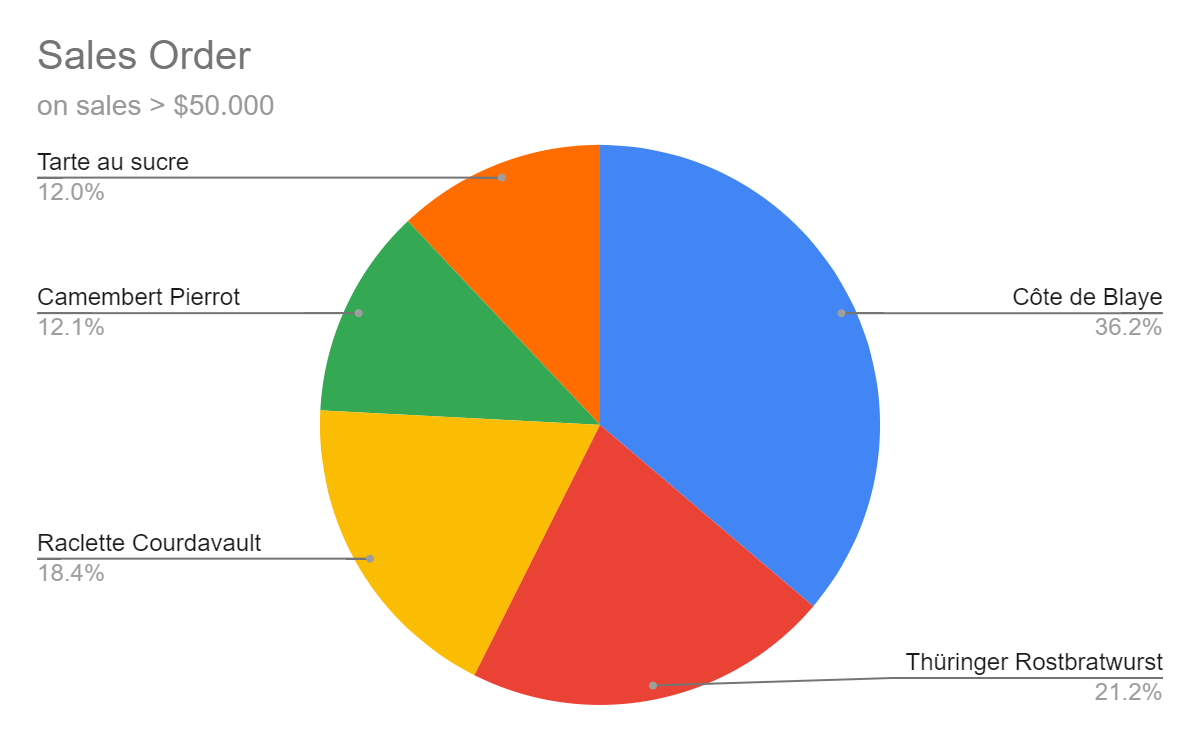 Sales Order
on sales > $50.000
Tarte au sucre
12.0%
Camembert Pierrot
12.1%
Côte de Blaye
36.2%
Raclette Courdavault
18.4%
Thüringer Rostbratwurst
21.2%